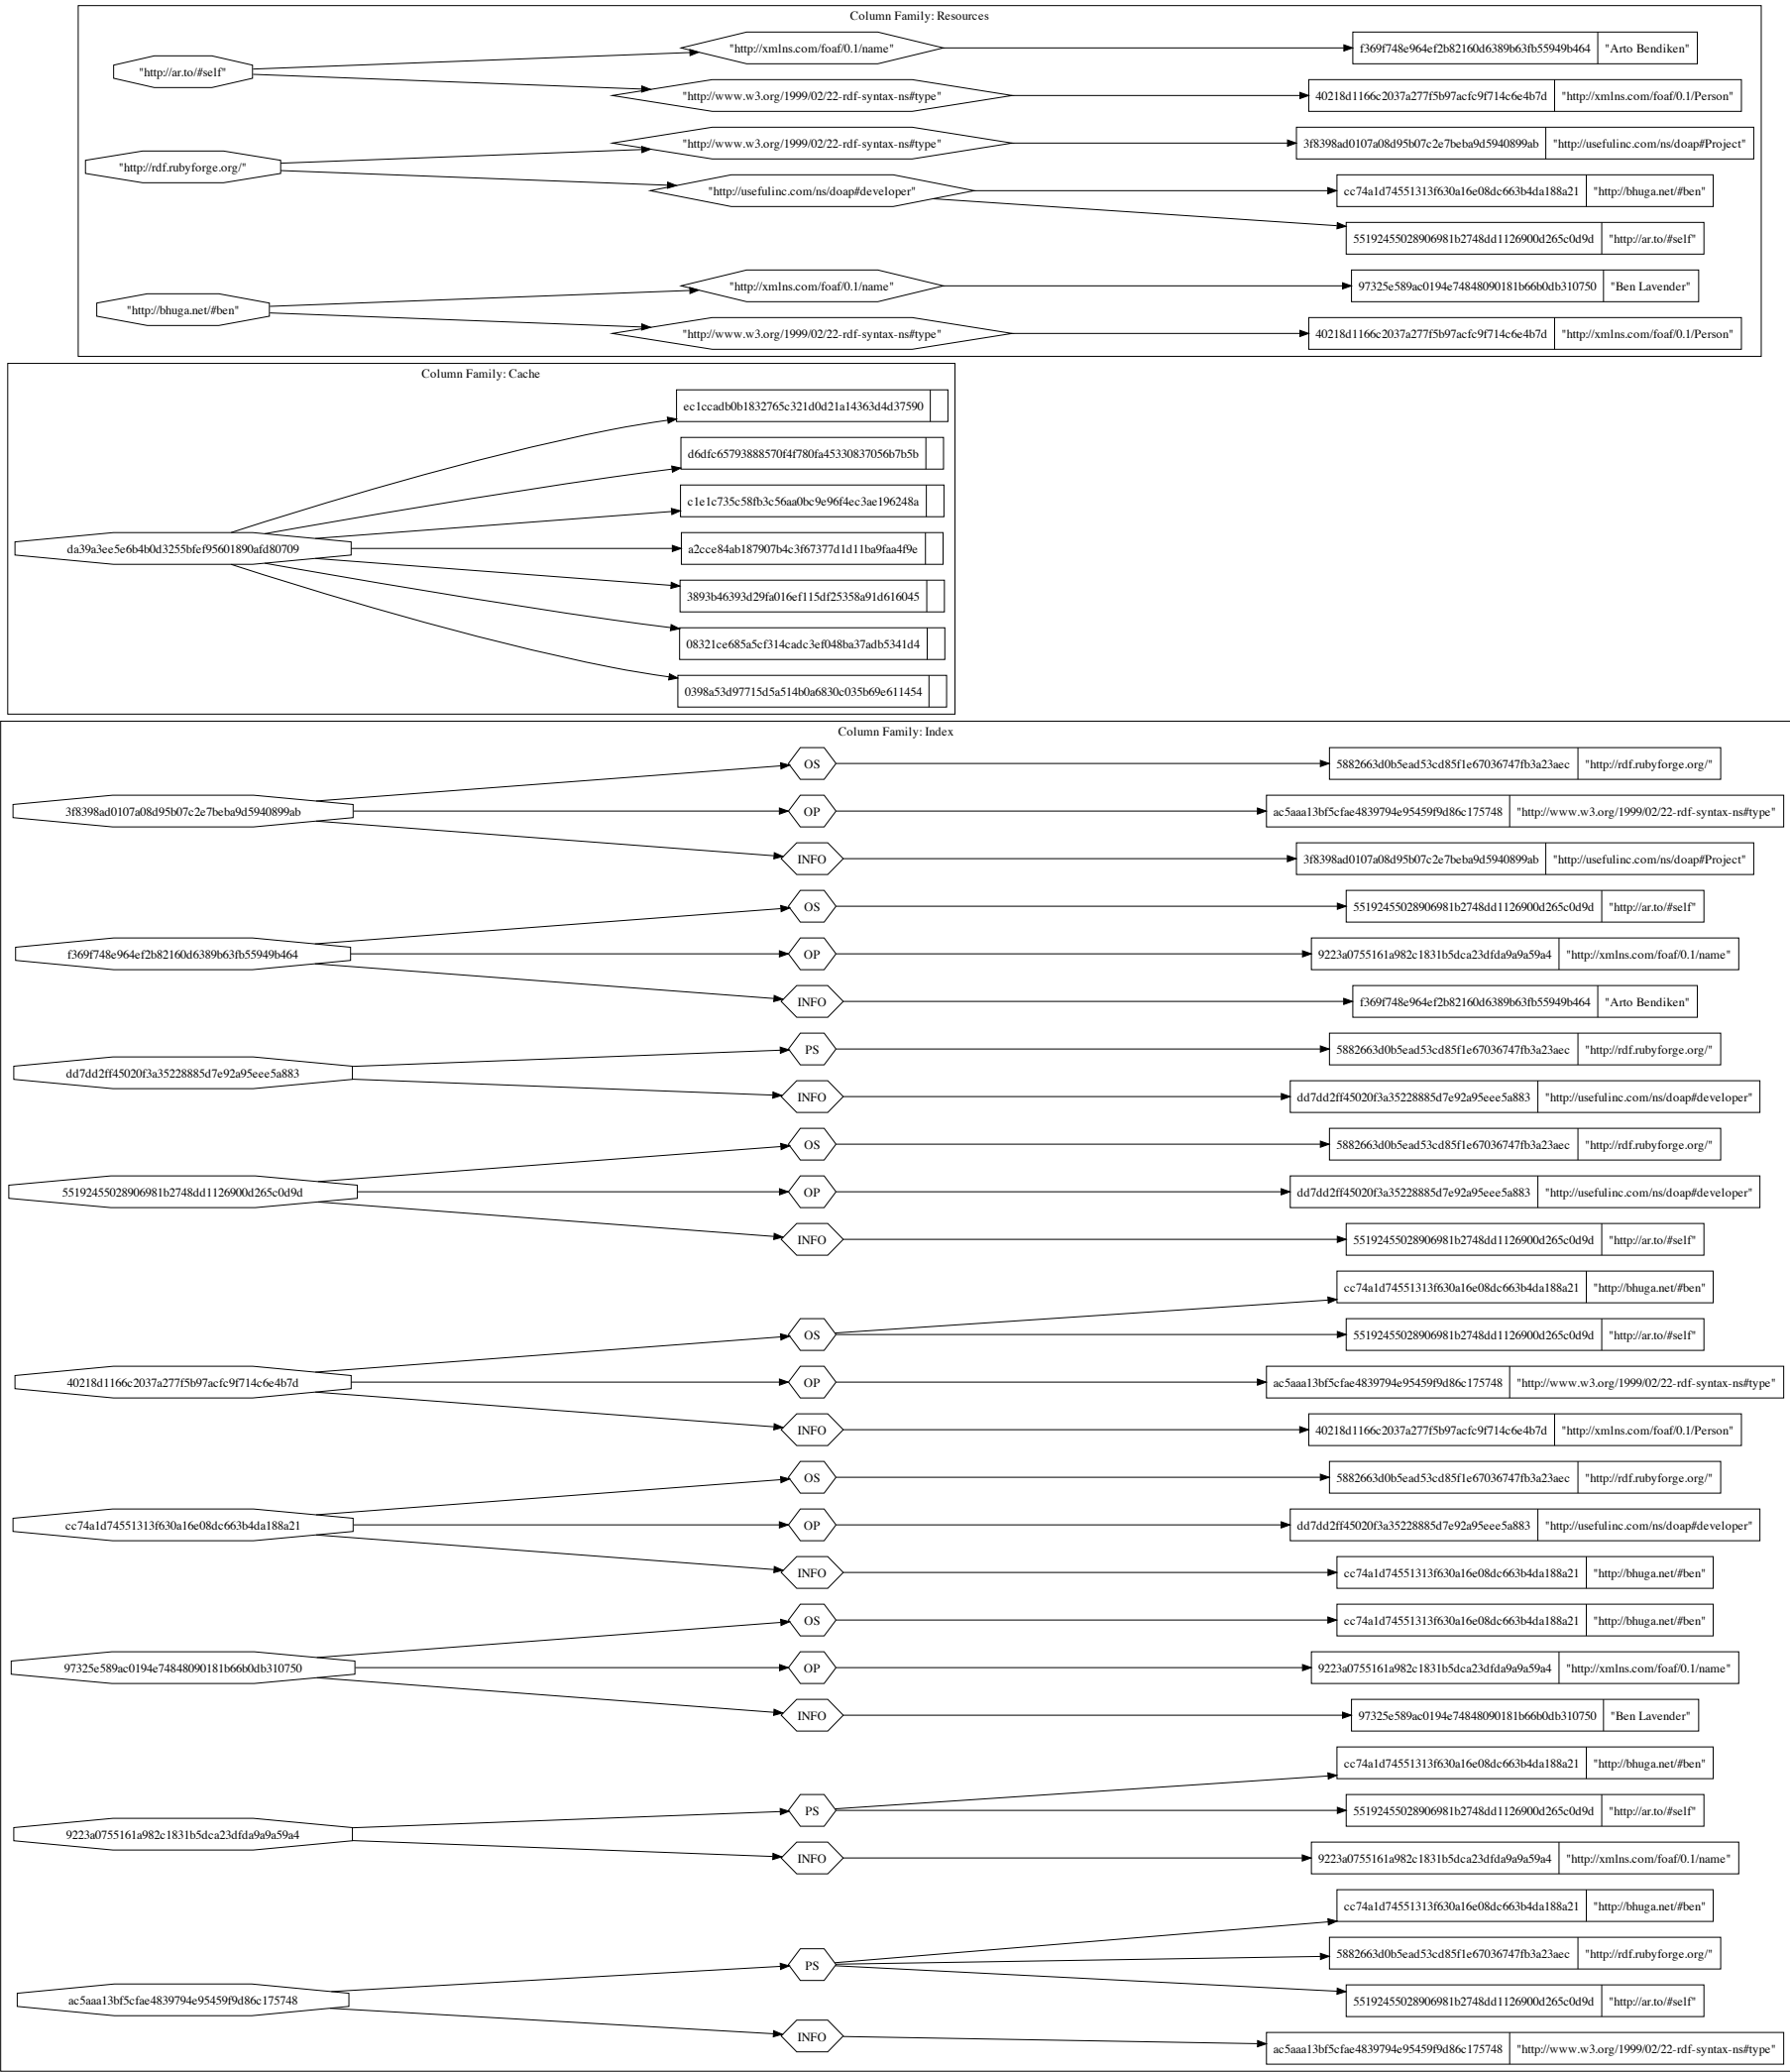 Column Family: Resources
"http://ar.to/#self"
"http://xmlns.com/foaf/0.1/name"
f369f748e964ef2b82160d6389b63fb55949b464 "Arto Bendiken"
"http://www.w3.org/1999/02/22-rdf-syntax-ns#type"
40218d1166c2037a277f5b97acfc9f714c6e4b7d "http://xmlns.com/foaf/0.1/Person"
"http://rdf.rubyforge.org/"
"http://www.w3.org/1999/02/22-rdf-syntax-ns#type"
3f8398ad0107a08d95b07c2e7beba9d5940899ab "http://usefulinc.com/ns/doap#Project"
"http://usefulinc.com/ns/doap#developer"
cc74a1d74551313f630a16e08dc663b4da188a21 "http://bhuga.net/#ben"
55192455028906981b2748dd1126900d265c0d9d "http://ar.to/#self"
"http://bhuga.net/#ben"
"http://xmlns.com/foaf/0.1/name"
97325e589ac0194e74848090181b66b0db310750 "Ben Lavender"
"http://www.w3.org/1999/02/22-rdf-syntax-ns#type"
40218d1166c2037a277f5b97acfc9f714c6e4b7d "http://xmlns.com/foaf/0.1/Person"
Column Family: Cache
da39a3ee5e6b4b0d3255bfef95601890afd80709
ec1ccadb0b1832765c321d0d21a14363d4d37590
d6dfc65793888570f4f780fa45330837056b7b5b
c1e1c735c58fb3c56aa0bc9e96f4ec3ae196248a
a2cce84ab187907b4c3f67377d1d11ba9faa4f9e
3893b46393d29fa016ef115df25358a91d616045
08321ce685a5cf314cadc3ef048ba37adb5341d4
0398a53d97715d5a514b0a6830c035b69e611454
Column Family: Index
3f8398ad0107a08d95b07c2e7beba9d5940899ab
OS
5882663d0b5ead53cd85f1e67036747fb3a23aec "http://rdf.rubyforge.org/"
OP
ac5aaa13bf5cfae4839794e95459f9d86c175748 "http://www.w3.org/1999/02/22-rdf-syntax-ns#type"
INFO
3f8398ad0107a08d95b07c2e7beba9d5940899ab "http://usefulinc.com/ns/doap#Project"
f369f748e964ef2b82160d6389b63fb55949b464
OS
55192455028906981b2748dd1126900d265c0d9d "http://ar.to/#self"
OP
9223a0755161a982c1831b5dca23dfda9a9a59a4 "http://xmlns.com/foaf/0.1/name"
INFO
f369f748e964ef2b82160d6389b63fb55949b464 "Arto Bendiken"
dd7dd2ff45020f3a35228885d7e92a95eee5a883
PS
5882663d0b5ead53cd85f1e67036747fb3a23aec "http://rdf.rubyforge.org/"
INFO
dd7dd2ff45020f3a35228885d7e92a95eee5a883 "http://usefulinc.com/ns/doap#developer"
55192455028906981b2748dd1126900d265c0d9d
OS
5882663d0b5ead53cd85f1e67036747fb3a23aec "http://rdf.rubyforge.org/"
OP
dd7dd2ff45020f3a35228885d7e92a95eee5a883 "http://usefulinc.com/ns/doap#developer"
INFO
55192455028906981b2748dd1126900d265c0d9d "http://ar.to/#self"
40218d1166c2037a277f5b97acfc9f714c6e4b7d
OS
cc74a1d74551313f630a16e08dc663b4da188a21 "http://bhuga.net/#ben"
55192455028906981b2748dd1126900d265c0d9d "http://ar.to/#self"
OP
ac5aaa13bf5cfae4839794e95459f9d86c175748 "http://www.w3.org/1999/02/22-rdf-syntax-ns#type"
INFO
40218d1166c2037a277f5b97acfc9f714c6e4b7d "http://xmlns.com/foaf/0.1/Person"
cc74a1d74551313f630a16e08dc663b4da188a21
OS
5882663d0b5ead53cd85f1e67036747fb3a23aec "http://rdf.rubyforge.org/"
OP
dd7dd2ff45020f3a35228885d7e92a95eee5a883 "http://usefulinc.com/ns/doap#developer"
INFO
cc74a1d74551313f630a16e08dc663b4da188a21 "http://bhuga.net/#ben"
97325e589ac0194e74848090181b66b0db310750
OS
cc74a1d74551313f630a16e08dc663b4da188a21 "http://bhuga.net/#ben"
OP
9223a0755161a982c1831b5dca23dfda9a9a59a4 "http://xmlns.com/foaf/0.1/name"
INFO
97325e589ac0194e74848090181b66b0db310750 "Ben Lavender"
9223a0755161a982c1831b5dca23dfda9a9a59a4
PS
cc74a1d74551313f630a16e08dc663b4da188a21 "http://bhuga.net/#ben"
55192455028906981b2748dd1126900d265c0d9d "http://ar.to/#self"
INFO
9223a0755161a982c1831b5dca23dfda9a9a59a4 "http://xmlns.com/foaf/0.1/name"
ac5aaa13bf5cfae4839794e95459f9d86c175748
PS
cc74a1d74551313f630a16e08dc663b4da188a21 "http://bhuga.net/#ben"
5882663d0b5ead53cd85f1e67036747fb3a23aec "http://rdf.rubyforge.org/"
55192455028906981b2748dd1126900d265c0d9d "http://ar.to/#self"
INFO
ac5aaa13bf5cfae4839794e95459f9d86c175748 "http://www.w3.org/1999/02/22-rdf-syntax-ns#type"